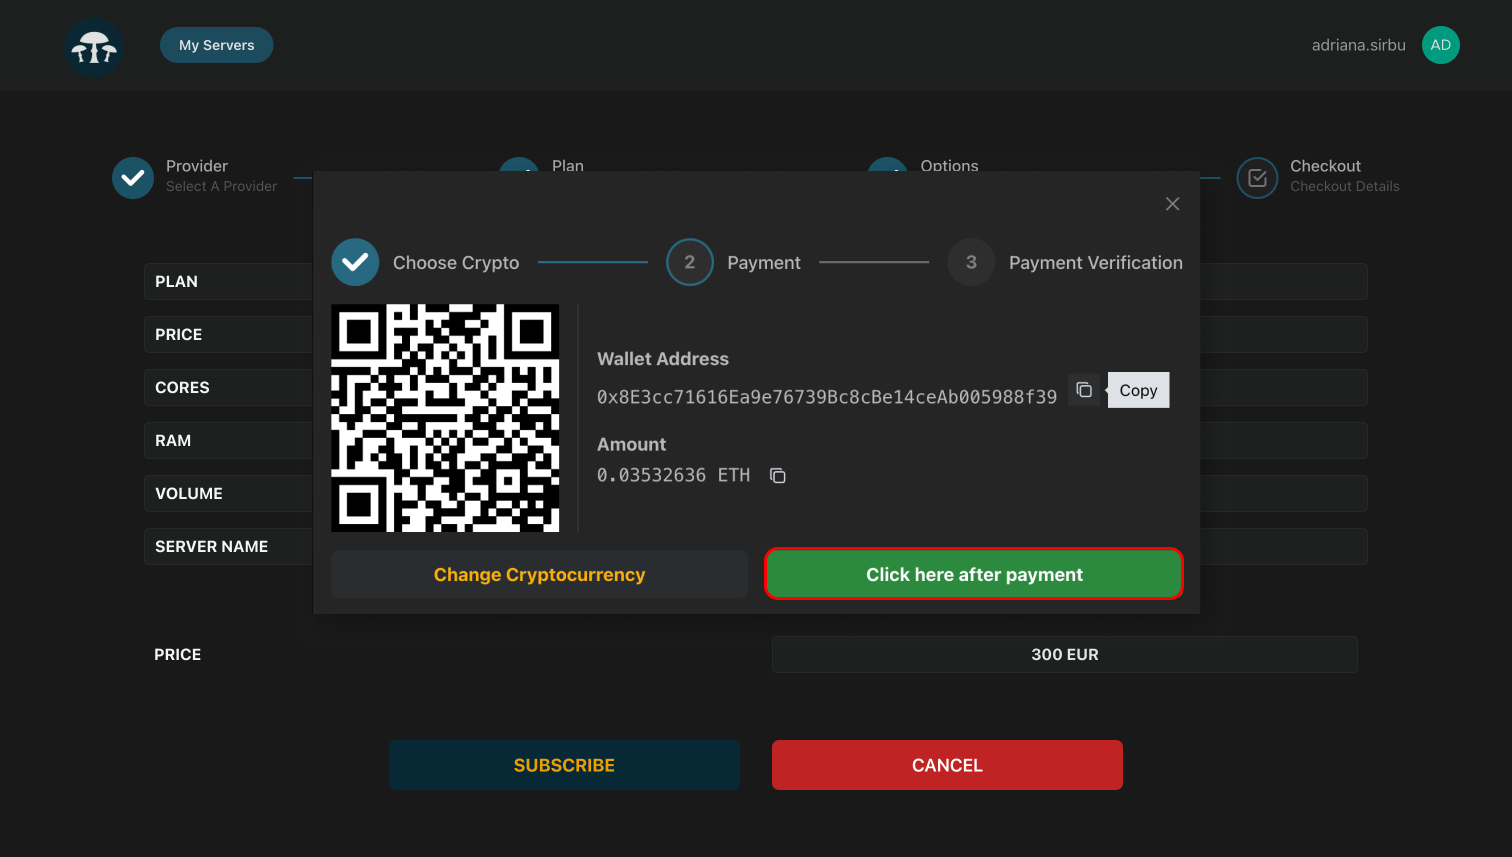 My Servers
adriana.sirbu
AD
Provider
Select A Provider
Plan
Options
Checkout
Checkout Details
Choose Crypto
2
Payment
3
Payment Verification
PLAN
PRICE
CORES
RAM
VOLUME
SERVER NAME
Wallet Address
0x8E3cc71616Ea9e76739Bc8cBe14ceAb005988f39
Copy
Amount
0.03532636 ETH
Change Cryptocurrency
Click here after payment
PRICE
300 EUR
SUBSCRIBE
CANCEL